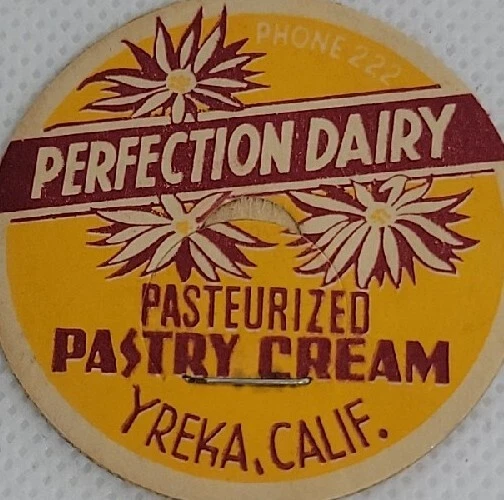 PHONE 222
PERFECTION DAIRY
PASTEURIZED
PASTRY CREAM
YREKA, CALIF.